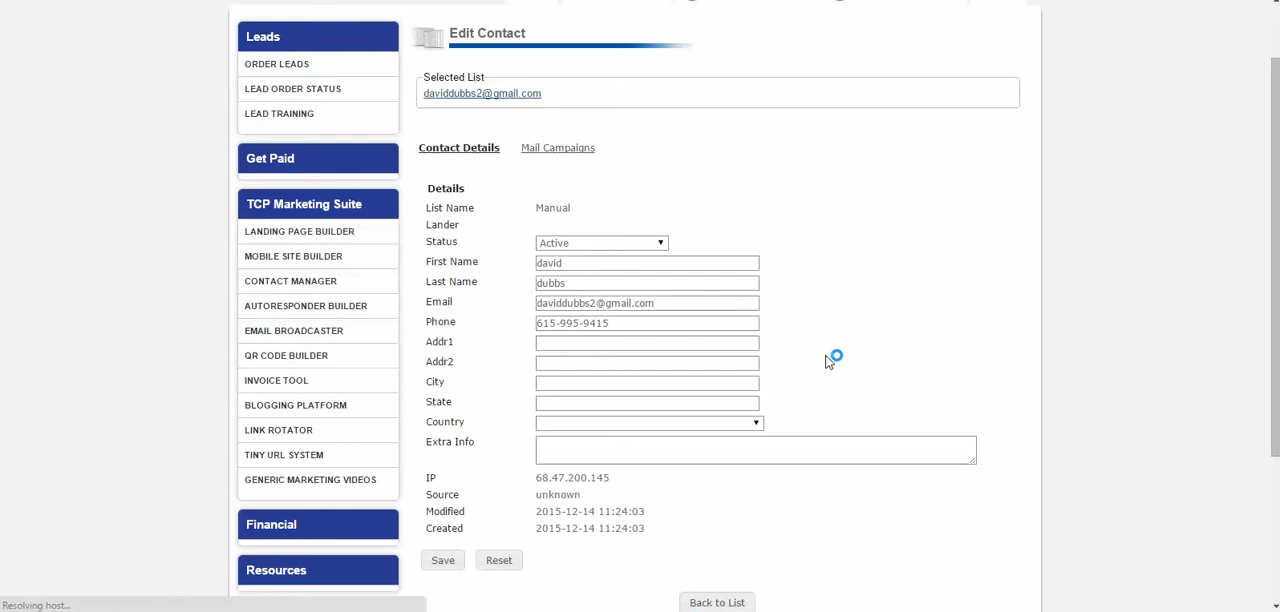 Leads
ORDER LEADS
LEAD ORDER STATUS
LEAD TRAINING
Get Paid
TCP Marketing Suite
LANDING PAGE BUILDER
MOBILE SITE BUILDER
CONTACT MANAGER
AUTORESPONDER BUILDER
EMAIL BROADCASTER
QR CODE BUILDER
INVOICE TOOL
BLOGGING PLATFORM
LINK ROTATOR
TINY URL SYSTEM
GENERIC MARKETING VIDEOS
Financial
Resources
Edit Contact
Selected List
daviddubbs2@gmail.com
Contact Details Mail Campaigns
Details
List Name Manual
Lander
Status Active
First Name david
Last Name dubbs
Email daviddubbs2@gmail.com
Phone 615-995-9415
Addr1
Addr2
City
State
Country
Extra Info
IP 68.47.200.145
Source unknown
Modified 2015-12-14 11:24:03
Created 2015-12-14 11:24:03
Save Reset
Back to List
Resolving host...